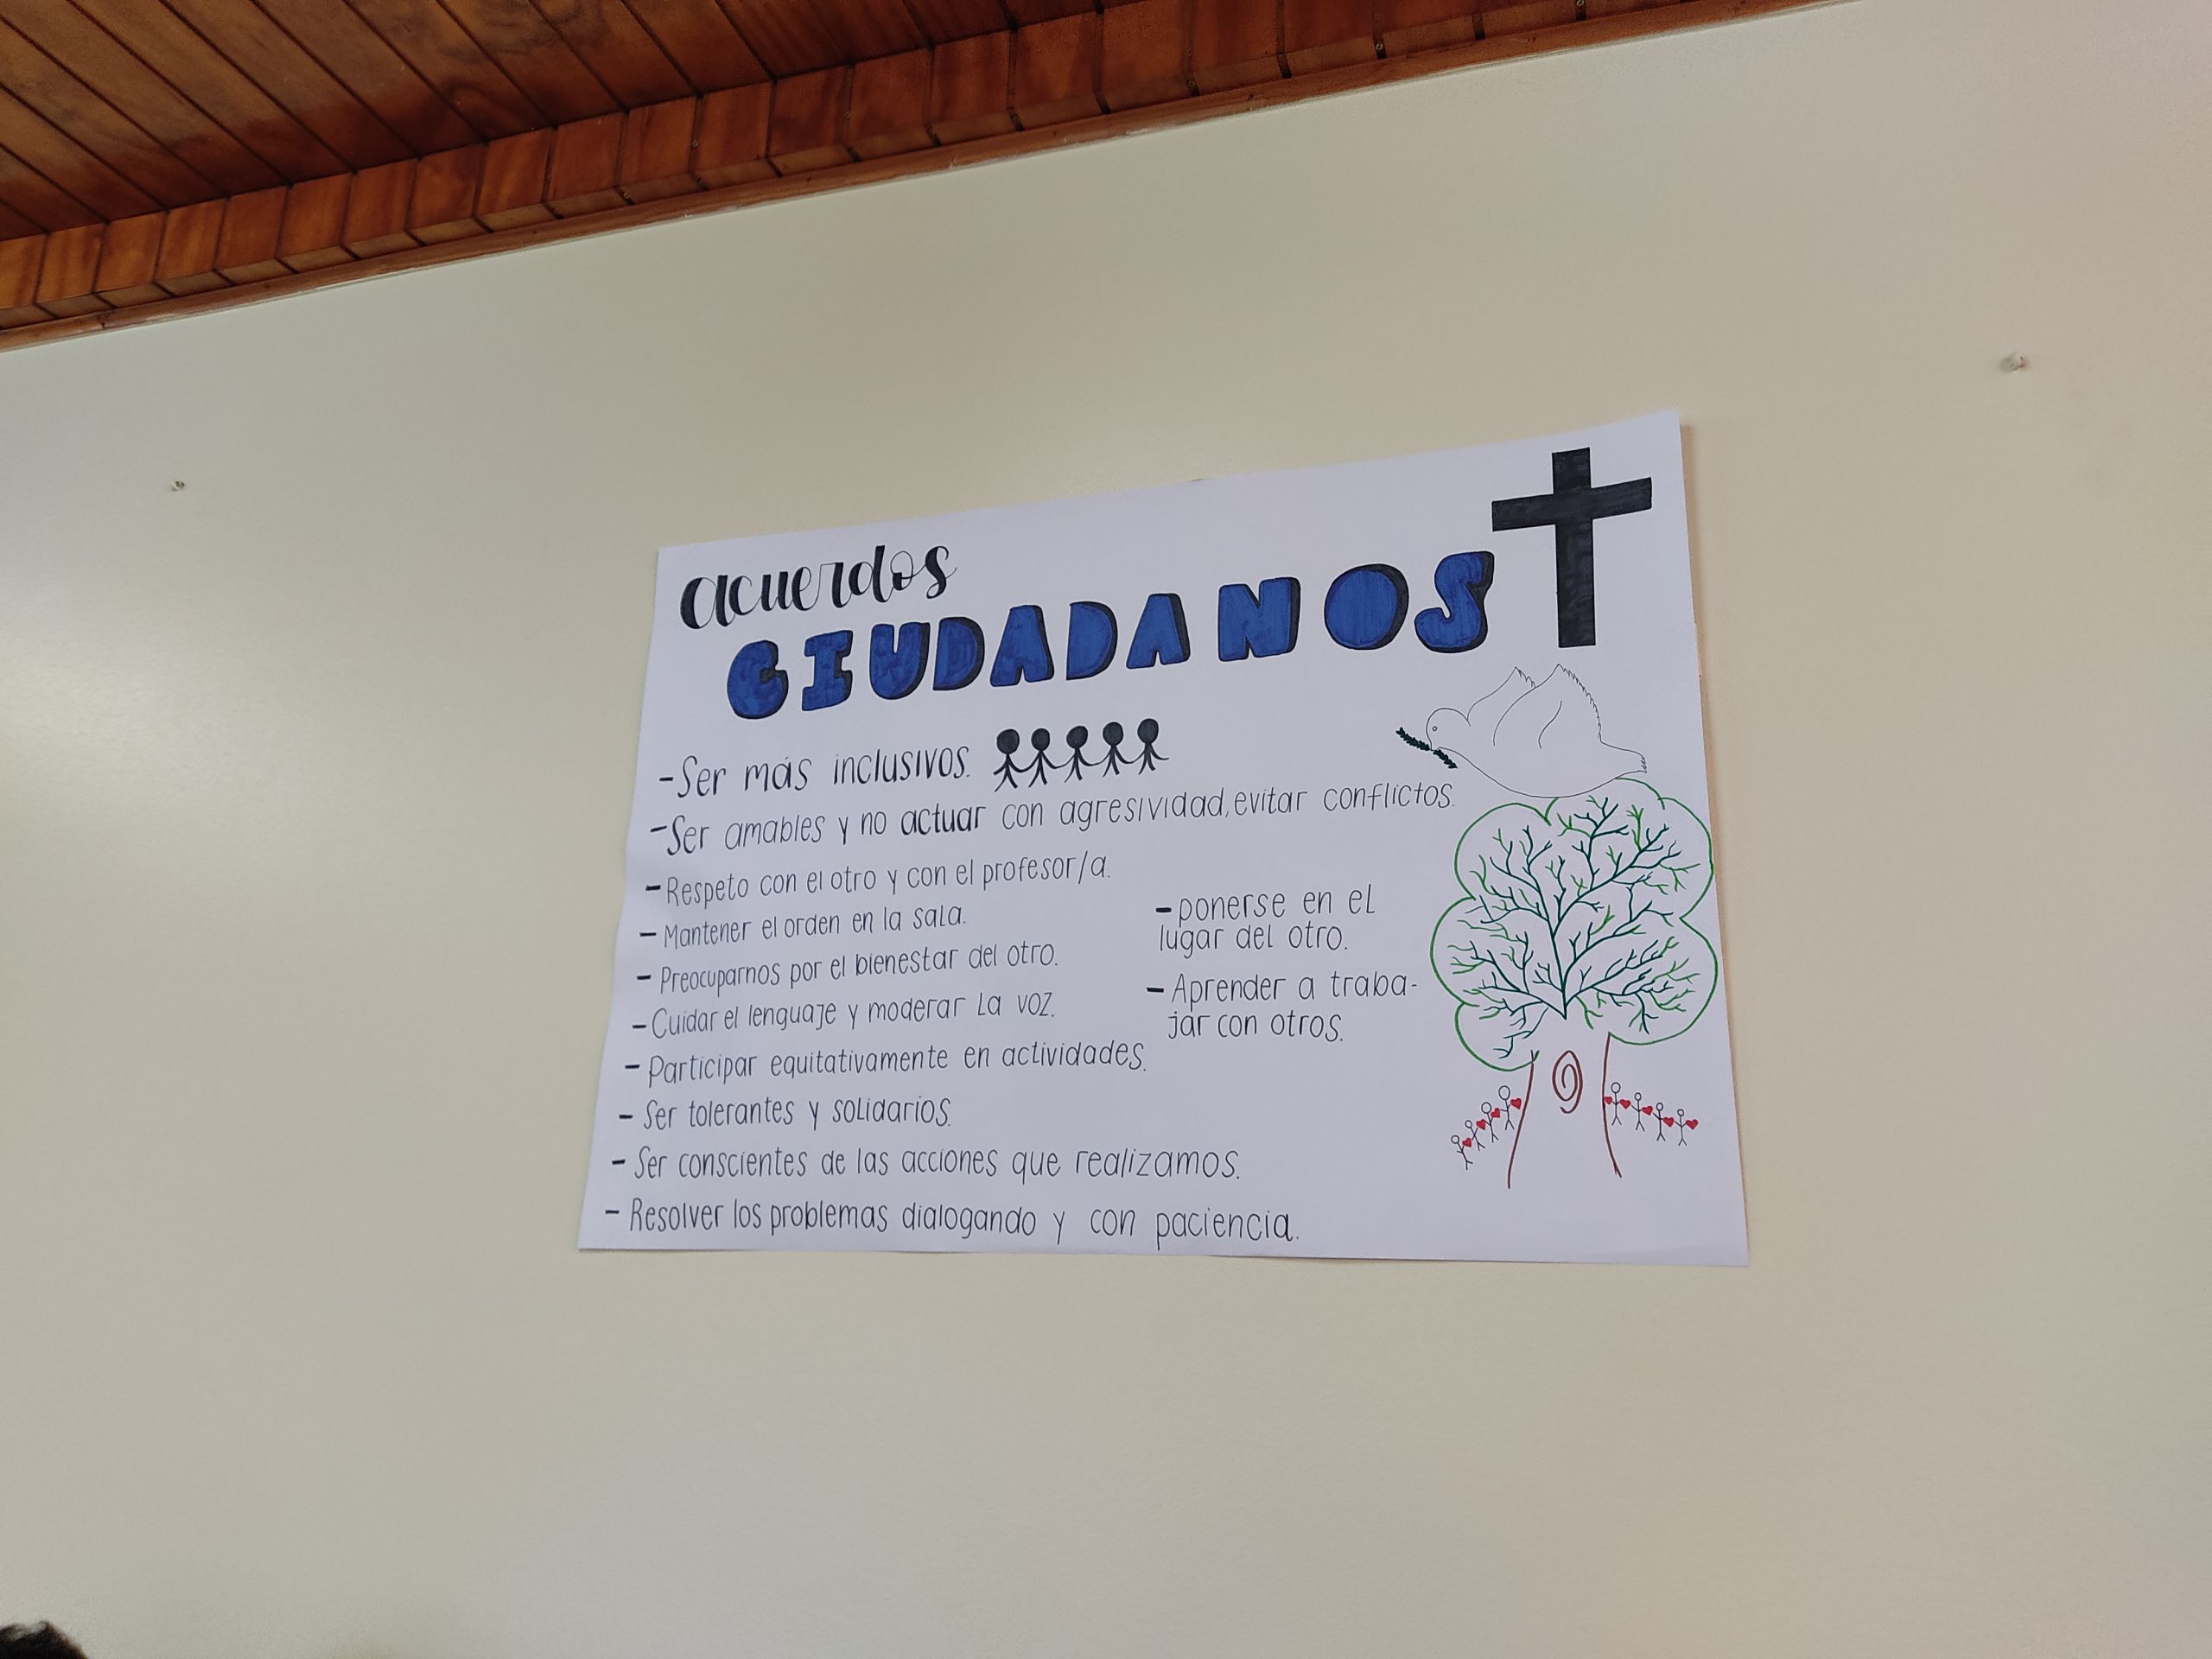 acuerdos
CIUDADANOS
-Ser más inclusivos.
-Ser amables y no actuar con agresividad, evitar conflictos.
-Respeto con el otro y con el profesor/a.
-Mantener el orden en la sala.
-Preocuparnos por el bienestar del otro.
-Cuidar el lenguaje y moderar la voz.
-Participar equitativamente en actividades.
-Ser tolerantes y solidarios.
-Ser conscientes de las acciones que realizamos.
-Resolver los problemas dialogando y con paciencia.
-ponerse en el
lugar del otro.
-Aprender a traba-
jar con otros.